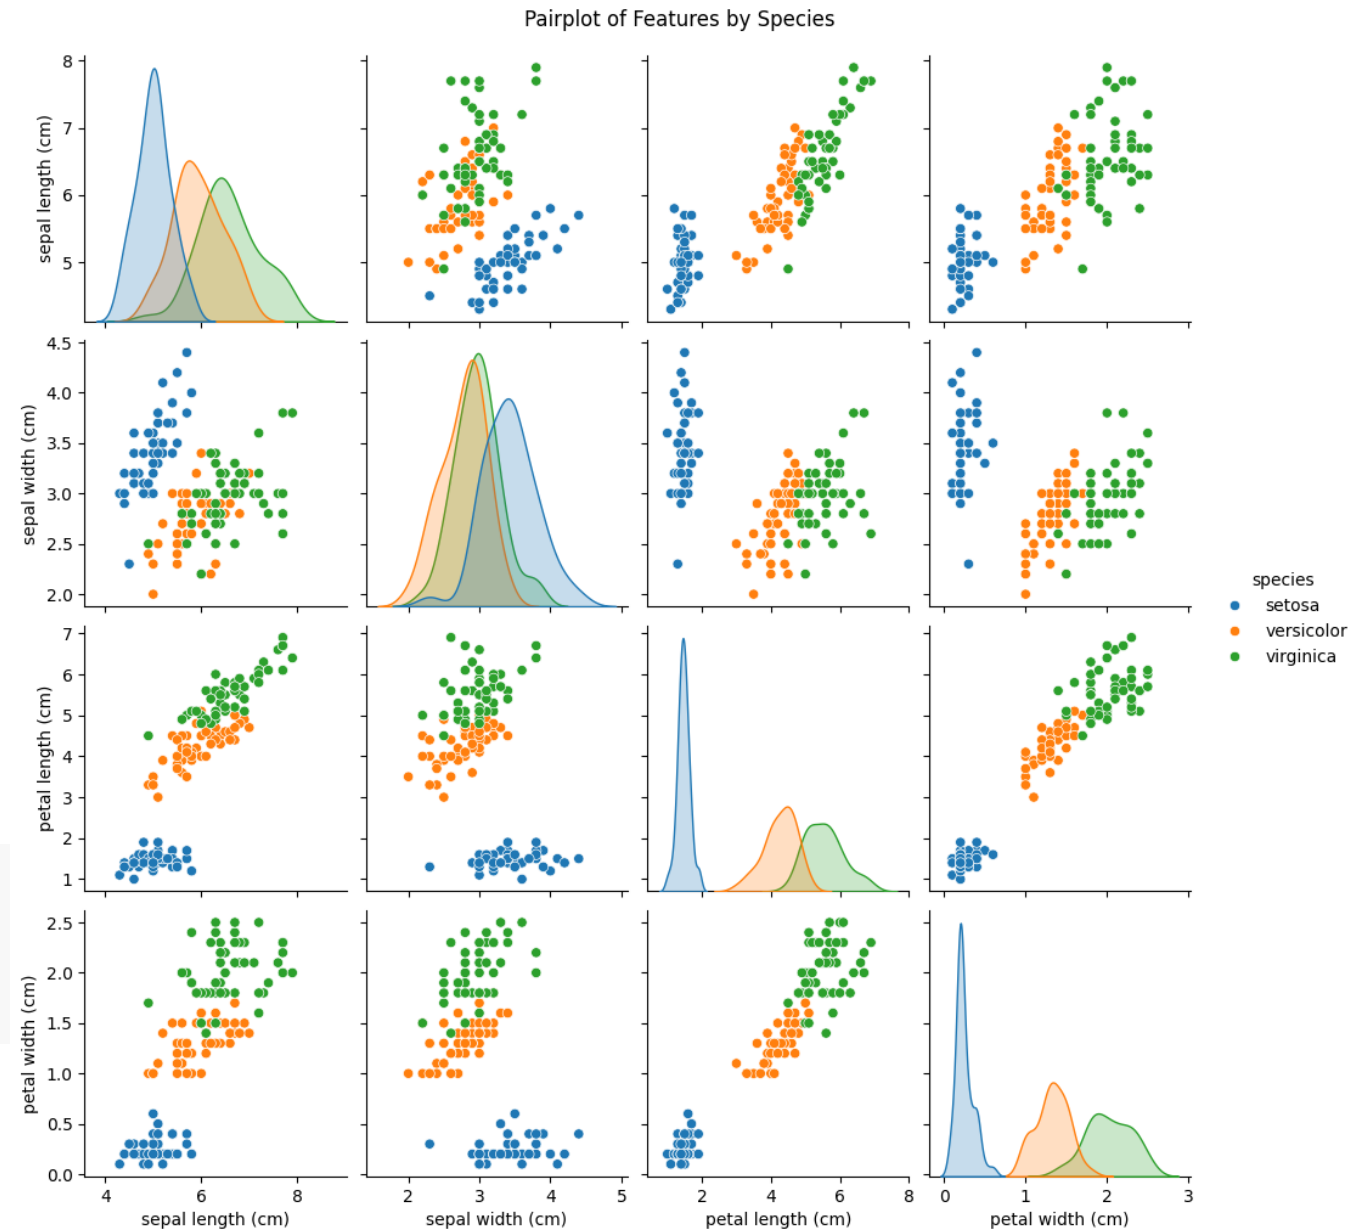 Pairplot of Features by Species
8
7
6
5
sepal length (cm)
4.5
4.0
3.5
3.0
2.5
2.0
sepal width (cm)
species
setosa
versicolor
virginica
7
6
5
4
3
2
1
petal length (cm)
2.5
2.0
1.5
1.0
0.5
0.0
petal width (cm)
4 6 8
2 3 4 5
2 4 6 8
0 1 2 3
sepal length (cm)
sepal width (cm)
petal length (cm)
petal width (cm)